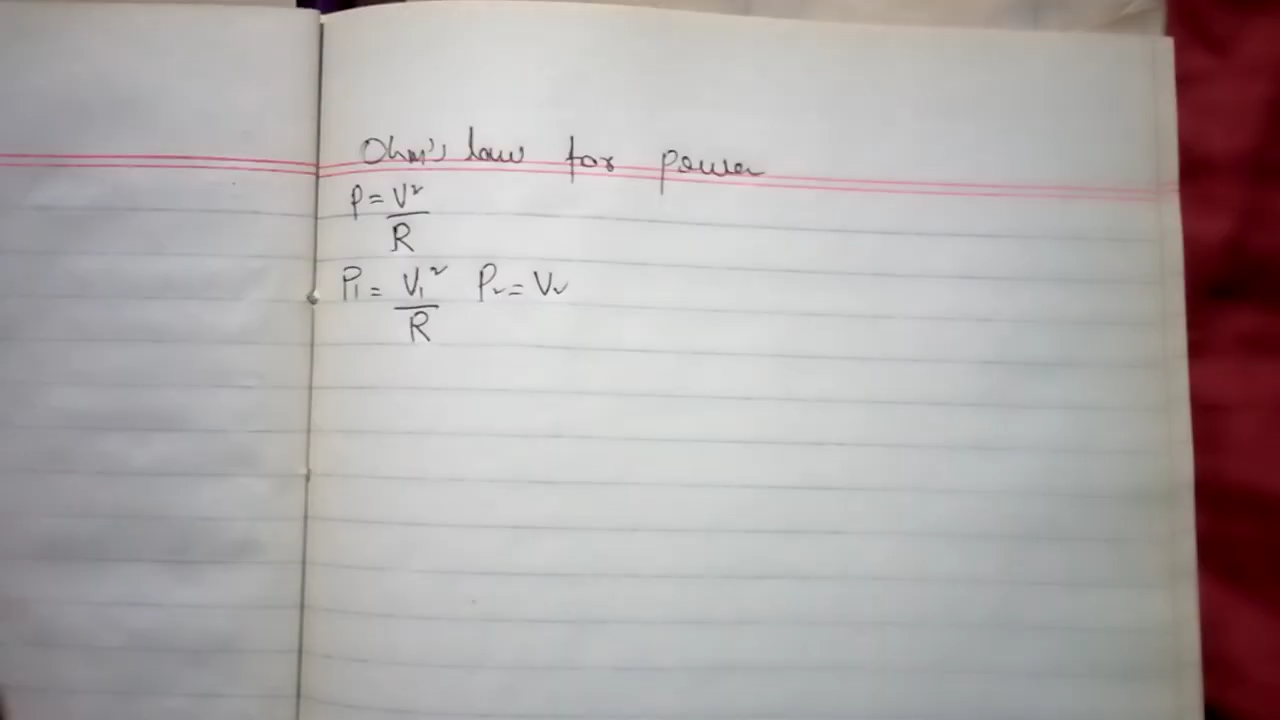 Ohm's law for power
P = V²
R
P₁ = V₁² P₂ = V₂
R